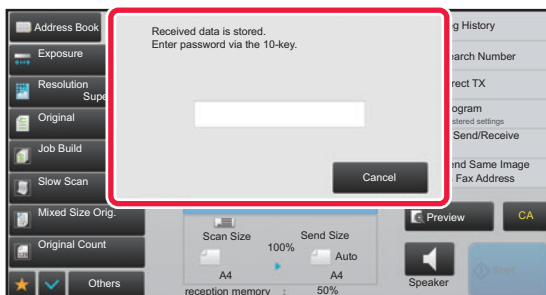 Address Book
Exposure
Resolution
Supe
Original
Job Build
Slow Scan
Mixed Size Orig.
Original Count
Others
Received data is stored.
Enter password via the 10-key.
Cancel
g History
arch Number
rect TX
ogram
stered settings
Send/Receive
end Same Image
Fax Address
Preview
CA
Scan Size
100%
Send Size
Auto
A4
A4
reception memory : 50%
Speaker
Start